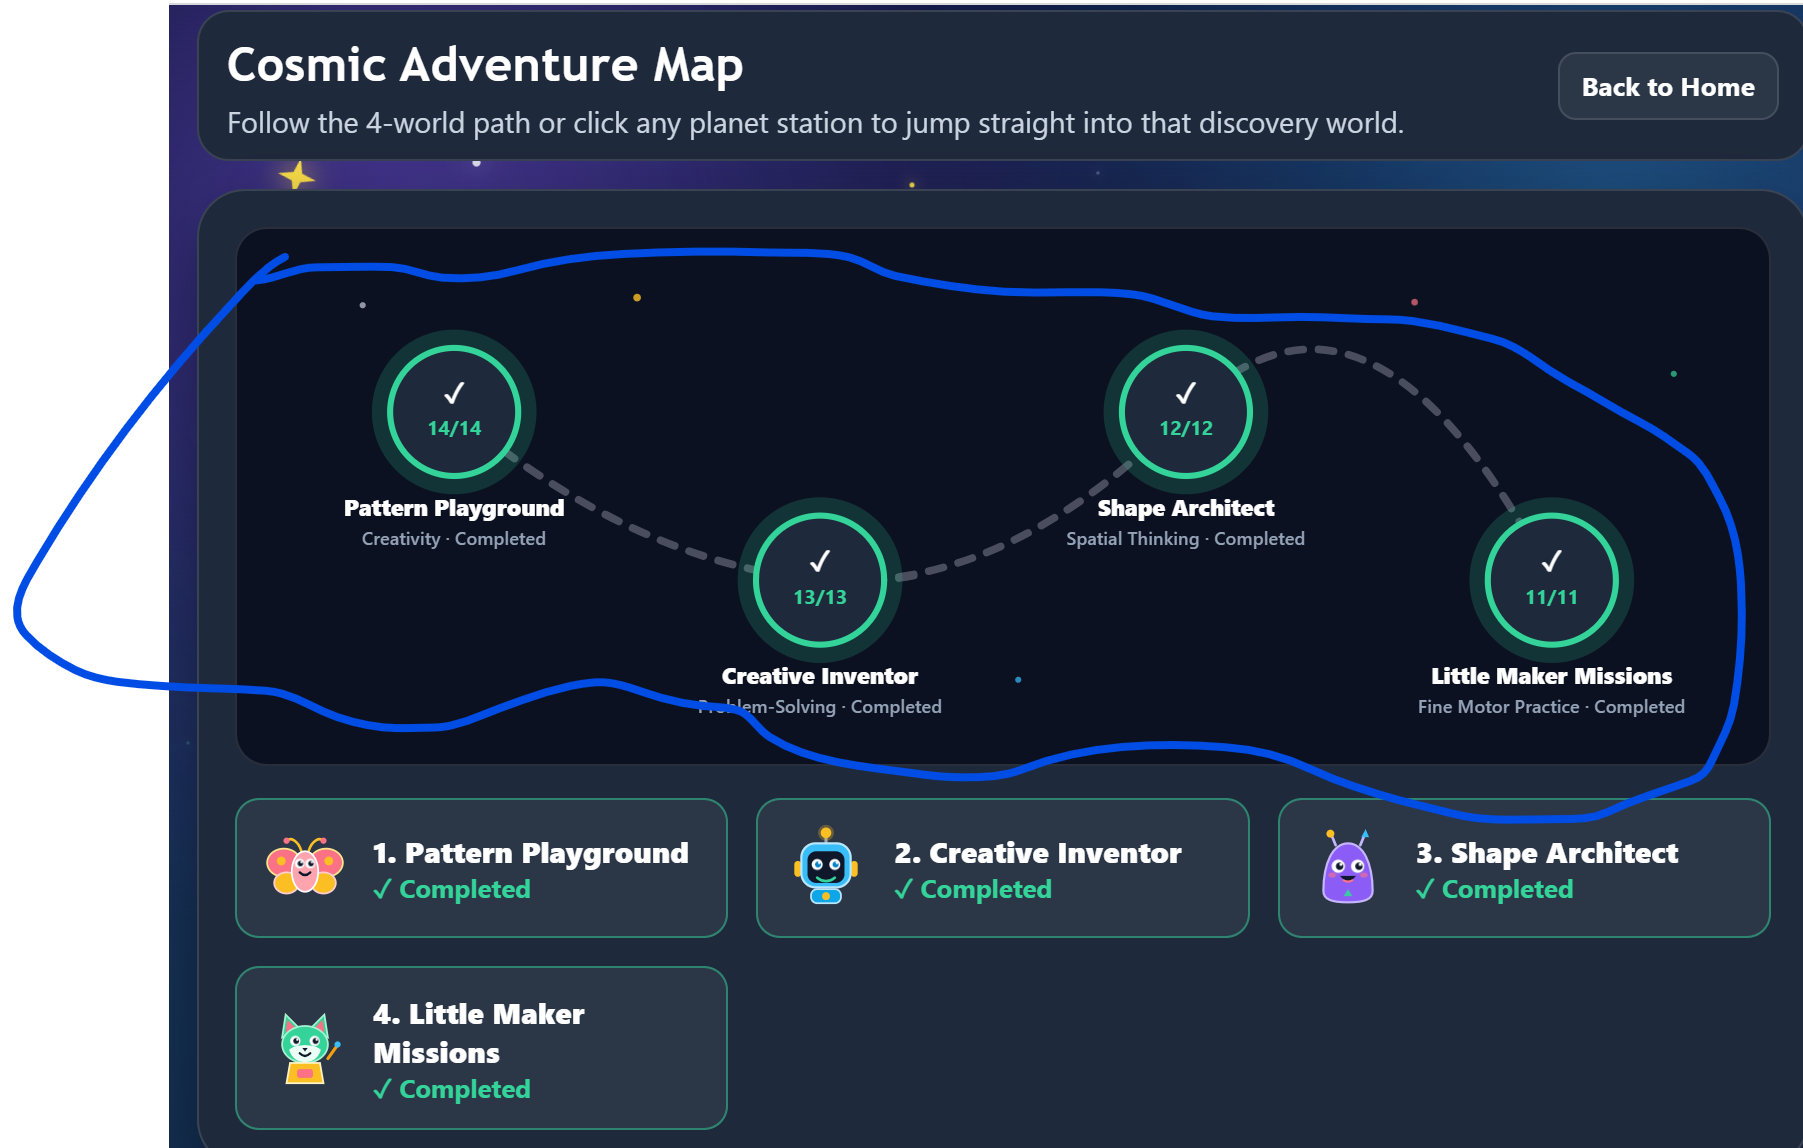 Cosmic Adventure Map
Back to Home
Follow the 4-world path or click any planet station to jump straight into that discovery world.
✓
14/14
Pattern Playground
Creativity · Completed
✓
13/13
Creative Inventor
Problem-Solving · Completed
✓
12/12
Shape Architect
Spatial Thinking · Completed
✓
11/11
Little Maker Missions
Fine Motor Practice · Completed
1. Pattern Playground
✓ Completed
2. Creative Inventor
✓ Completed
3. Shape Architect
✓ Completed
4. Little Maker
Missions
✓ Completed